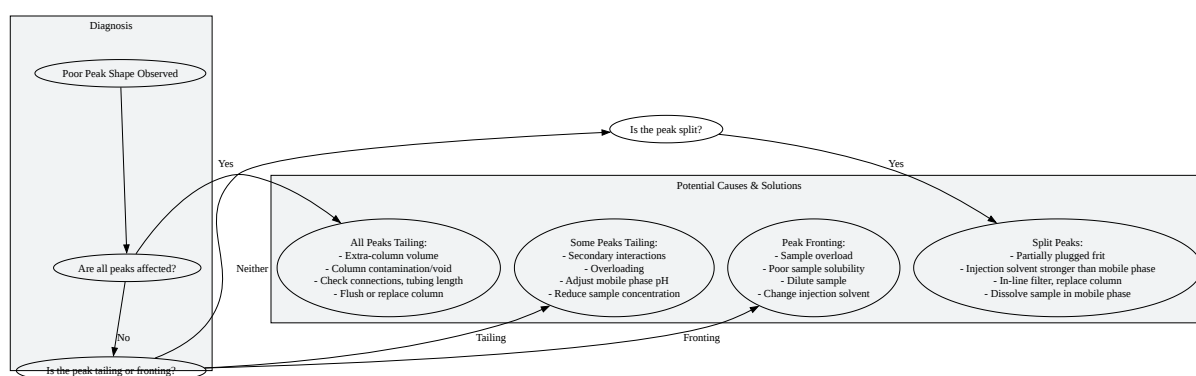 Diagnosis
Poor Peak Shape Observed
Is the peak split?
Yes
Yes
Potential Causes & Solutions
Are all peaks affected?
Neither
All Peaks Tailing:
- Extra-column volume
- Column contamination/void
- Check connections, tubing length
- Flush or replace column
Some Peaks Tailing:
- Secondary interactions
- Overloading
- Adjust mobile phase pH
- Reduce sample concentration
Peak Fronting:
- Sample overload
- Poor sample solubility
- Dilute sample
- Change injection solvent
Split Peaks:
- Partially plugged frit
- Injection solvent stronger than mobile phase
- In-line filter, replace column
- Dissolve sample in mobile phase
No
Tailing
Fronting
Is the peak tailing or fronting?